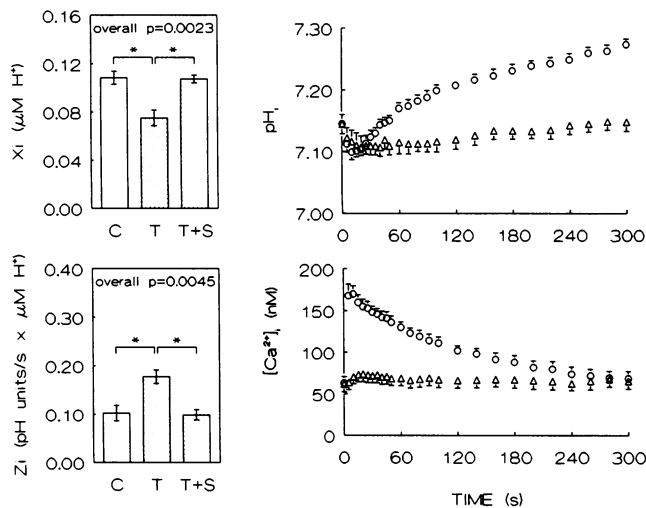 Xi (μM H⁺)
0.16
0.12
0.08
0.04
0.00
overall p=0.0023
* *
C T T+S
pHᵢ
7.30
7.20
7.10
7.00
0 60 120 180 240 300
Zi (pH units/s × μM H⁺)
0.40
0.30
0.20
0.10
0.00
overall p=0.0045
* *
C T T+S
[Ca²⁺]ᵢ (nM)
200
150
100
50
0
0 60 120 180 240 300
TIME (s)